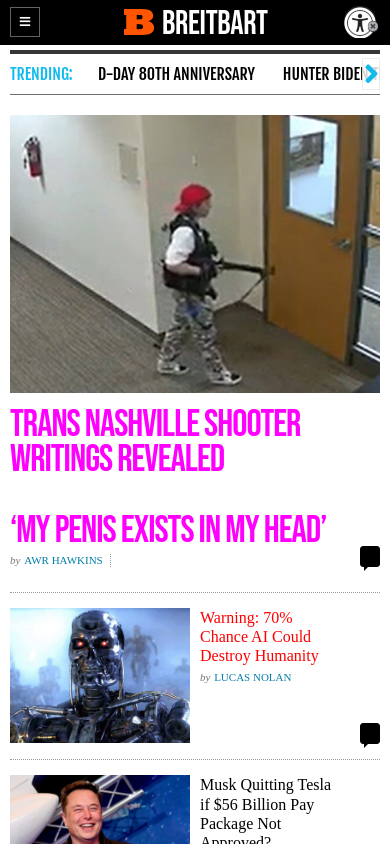 BREITBART
TRENDING:
D-DAY 80TH ANNIVERSARY
HUNTER BIDEN
TRANS NASHVILLE SHOOTER
WRITINGS REVEALED
‘MY PENIS EXISTS IN MY HEAD’
by AWR HAWKINS
Warning: 70%
Chance AI Could
Destroy Humanity
by LUCAS NOLAN
Musk Quitting Tesla
if $56 Billion Pay
Package Not
Approved?